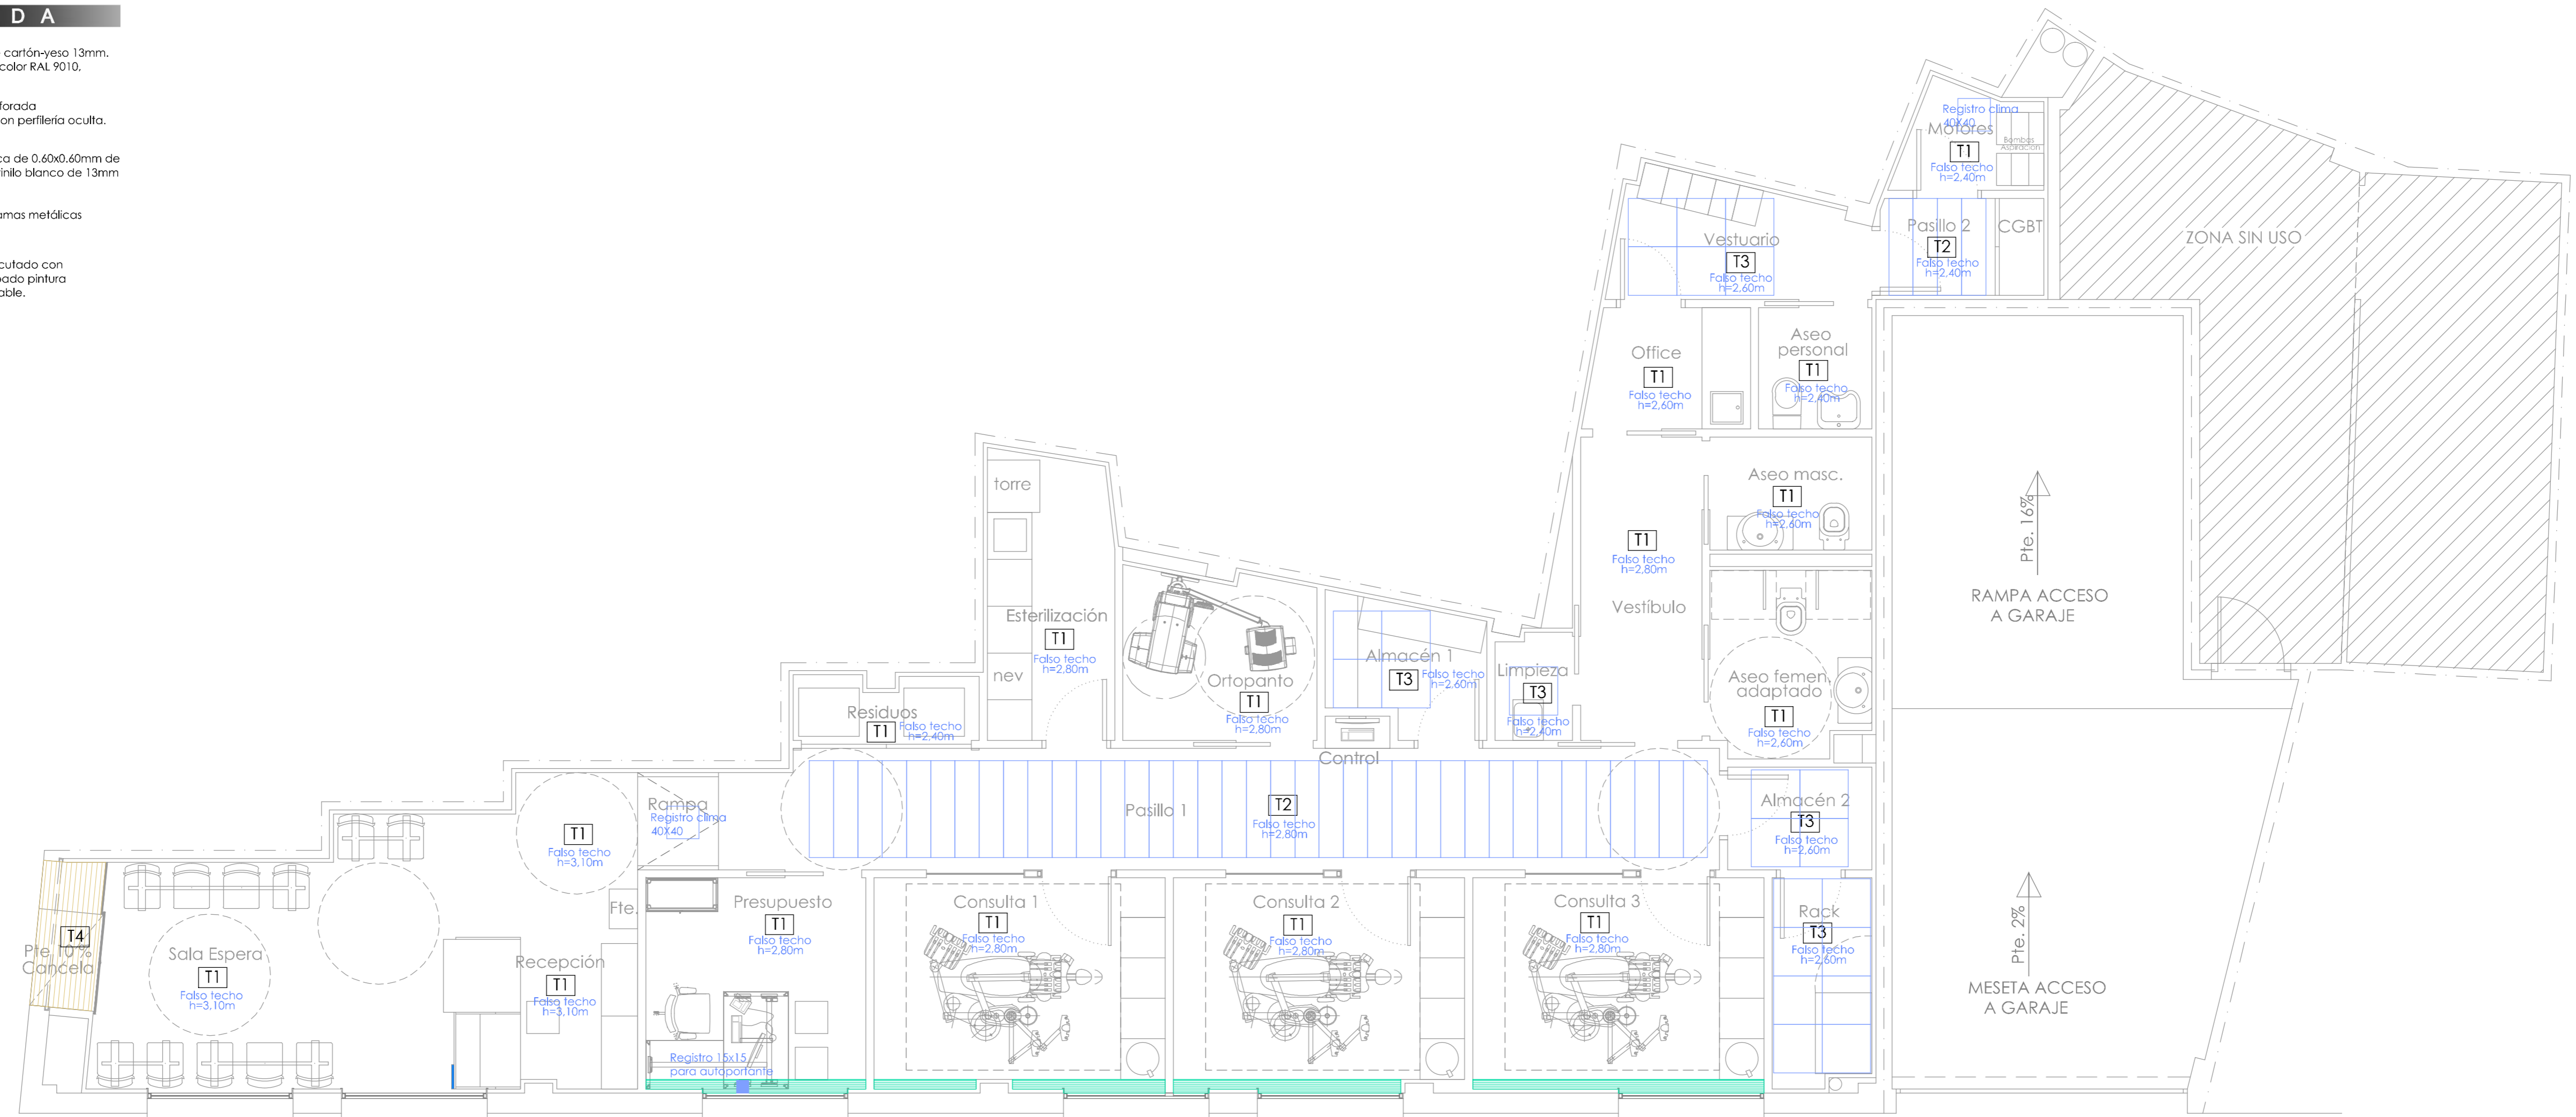 D A
cartón-yeso 13mm.
color RAL 9010,
forada
on perfilería oculta.
ca de 0.60x0.60mm de
vinilo blanco de 13mm
amas metálicas
cutado con
bado pintura
able.
Registro clima
40X40
Motores
Bombas
Aspiración
T1
Falso techo
h=2,40m
Pasillo 2
T2
Falso techo
h=2,40m
CGBT
ZONA SIN USO
Vestuario
T3
Falso techo
h=2,60m
Office
T1
Falso techo
h=2,60m
Aseo
personal
T1
Falso techo
h=2,40m
Aseo masc.
T1
Falso techo
h=2,60m
T1
Falso techo
h=2,80m
Vestíbulo
Pte. 16%
RAMPA ACCESO
A GARAJE
torre
Esterilización
T1
Falso techo
h=2,80m
nev
Ortopanto
T1
Falso techo
h=2,80m
Almacén 1
T3
Falso techo
h=2,60m
Limpieza
T3
Falso techo
h=2,40m
Aseo femen.
adaptado
T1
Falso techo
h=2,60m
Residuos
T1
Falso techo
h=2,40m
Control
Rampa
Registro clima
40X40
T1
Falso techo
h=3,10m
Pasillo 1
T2
Falso techo
h=2,80m
Almacén 2
T3
Falso techo
h=2,60m
T4
Pte. 10%
Cancela
Sala Espera
T1
Falso techo
h=3,10m
Fte.
Recepción
T1
Falso techo
h=3,10m
Presupuesto
T1
Falso techo
h=2,80m
Consulta 1
T1
Falso techo
h=2,80m
Consulta 2
T1
Falso techo
h=2,80m
Consulta 3
T1
Falso techo
h=2,80m
Rack
T3
Falso techo
h=2,60m
Pte. 2%
MESETA ACCESO
A GARAJE
Registro 15x15
para autoportante